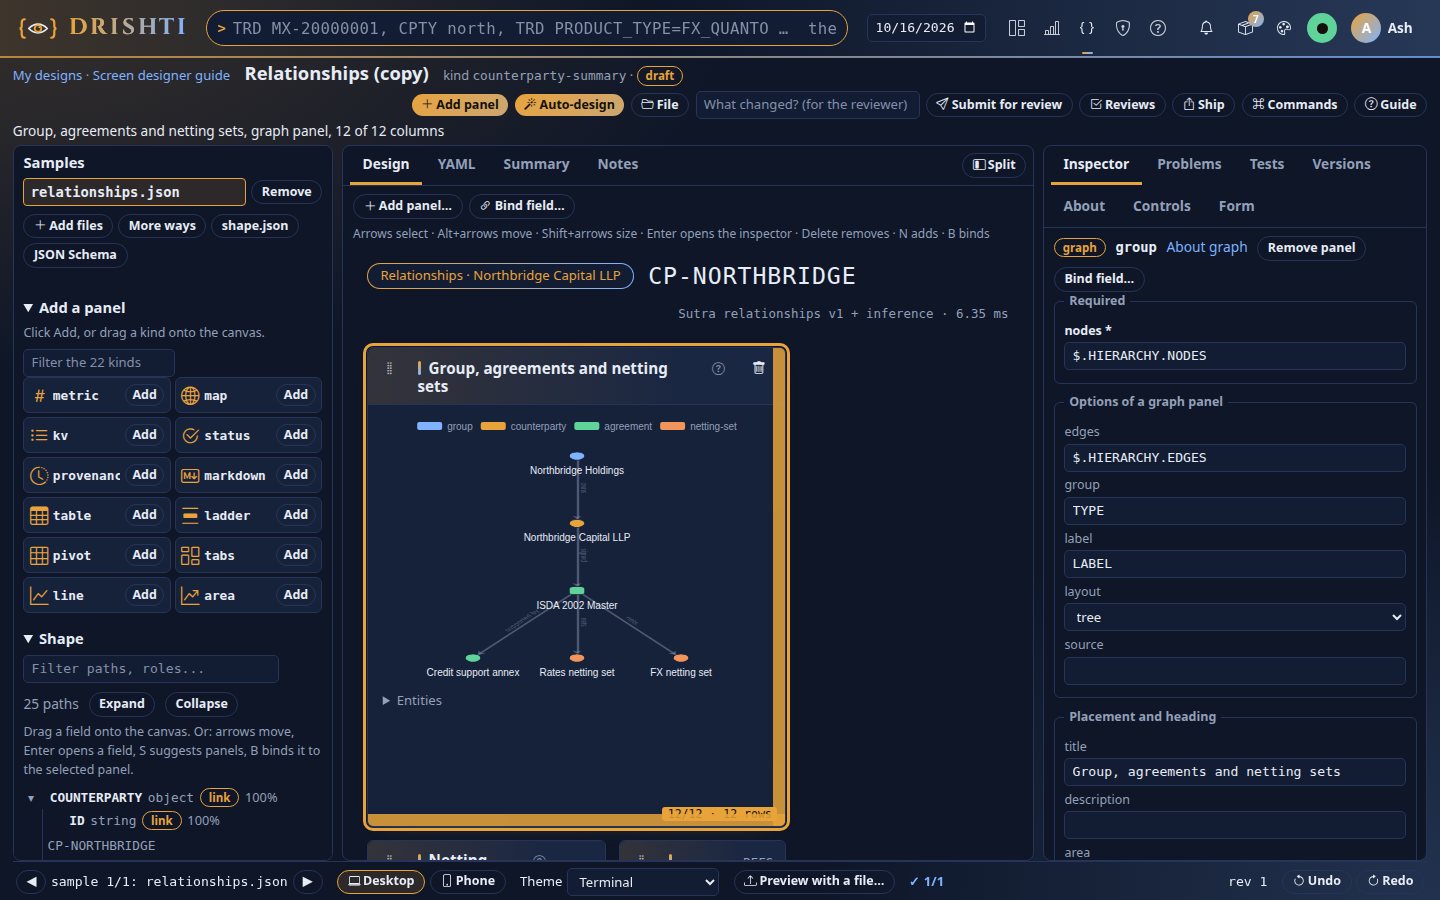 DRISHTI
> TRD MX-20000001, CPTY north, TRD PRODUCT_TYPE=FX_QUANTO … the
10/16/2026
7
A Ash
My designs · Screen designer guide Relationships (copy) kind counterparty-summary · draft
Add panel Auto-design File What changed? (for the reviewer) Submit for review Reviews Ship Commands Guide
Group, agreements and netting sets, graph panel, 12 of 12 columns
Samples
relationships.json Remove
Add files More ways shape.json
JSON Schema
Add a panel
Click Add, or drag a kind onto the canvas.
Filter the 22 kinds
metric Add map Add
kv Add status Add
provenanc Add markdown Add
table Add ladder Add
pivot Add tabs Add
line Add area Add
Shape
Filter paths, roles...
25 paths Expand Collapse
Drag a field onto the canvas. Or: arrows move,
Enter opens a field, S suggests panels, B binds it to
the selected panel.
COUNTERPARTY object link 100%
ID string link 100%
CP-NORTHBRIDGE
Design YAML Summary Notes Split
Add panel... Bind field...
Arrows select · Alt+arrows move · Shift+arrows size · Enter opens the inspector · Delete removes · N adds · B binds
Relationships · Northbridge Capital LLP CP-NORTHBRIDGE
Sutra relationships v1 + inference · 6.35 ms
Group, agreements and netting
sets
group counterparty agreement netting-set
Northbridge Holdings
Northbridge Capital LLP
ISDA 2002 Master
Credit support annex Rates netting set FX netting set
Entities
12/12 · 12 rows
Netting
Inspector Problems Tests Versions
About Controls Form
graph group About graph Remove panel
Bind field...
Required
nodes *
$.HIERARCHY.NODES
Options of a graph panel
edges
$.HIERARCHY.EDGES
group
TYPE
label
LABEL
layout
tree
source
Placement and heading
title
Group, agreements and netting sets
description
area
sample 1/1: relationships.json Desktop Phone Theme Terminal Preview with a file... ✓ 1/1 rev 1 Undo Redo